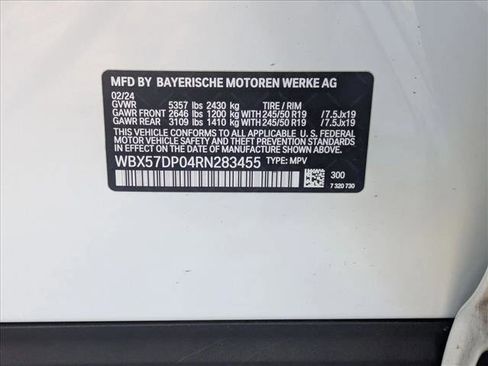 MFD BY BAYERISCHE MOTOREN WERKE AG
02/24
GVWR 5357 lbs 2430 kg TIRE / RIM
GAWR FRONT 2646 lbs 1200 kg WITH 245/50 R19 /7.5Jx19
GAWR REAR 3109 lbs 1410 kg WITH 245/50 R19 /7.5Jx19
THIS VEHICLE CONFORMS TO ALL APPLICABLE U.S. FEDERAL
MOTOR VEHICLE SAFETY, BUMPER, AND THEFT
PREVENTION STANDARDS IN EFFECT ON THE DATE OF
MANUFACTURE SHOWN ABOVE.
WBX57DP04RN283455 TYPE: MPV
300
7 320 730